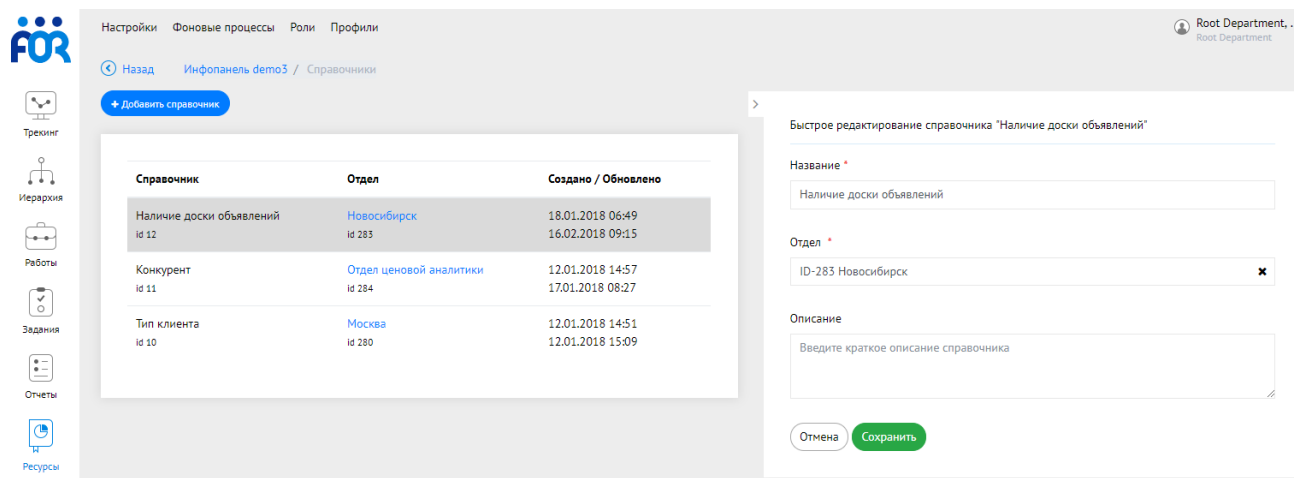 FOR
Настройки Фоновые процессы Роли Профили
Root Department, .
Root Department
Назад Инфопанель demo3 / Справочники
+ Добавить справочник
Трекинг
Иерархия
Работы
Задания
Отчеты
Ресурсы
Справочник Отдел Создано / Обновлено
Наличие доски объявлений Новосибирск 18.01.2018 06:49
id 12 id 283 16.02.2018 09:15
Конкурент Отдел ценовой аналитики 12.01.2018 14:57
id 11 id 284 17.01.2018 08:27
Тип клиента Москва 12.01.2018 14:51
id 10 id 280 12.01.2018 15:09
Быстрое редактирование справочника "Наличие доски объявлений"
Название *
Наличие доски объявлений
Отдел *
ID-283 Новосибирск
Описание
Введите краткое описание справочника
Отмена Сохранить